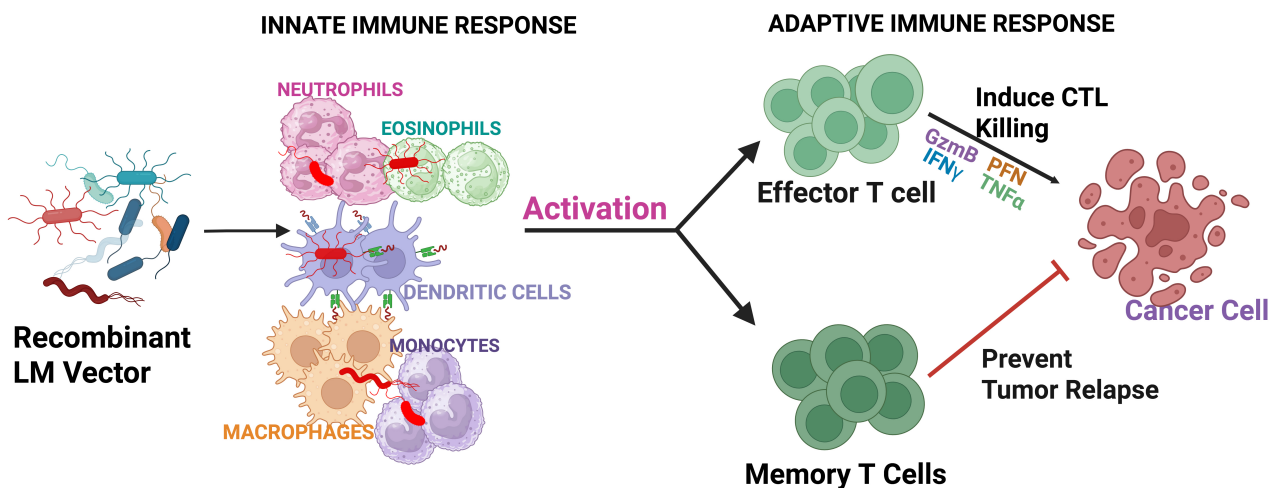 INNATE IMMUNE RESPONSE
ADAPTIVE IMMUNE RESPONSE
NEUTROPHILS
EOSINOPHILS
DENDRITIC CELLS
MONOCYTES
MACROPHAGES
Recombinant
LM Vector
Activation
Effector T cell
Induce CTL
Killing
GzmB
PFN
IFNγ
TNFα
Cancer Cell
Prevent
Tumor Relapse
Memory T Cells